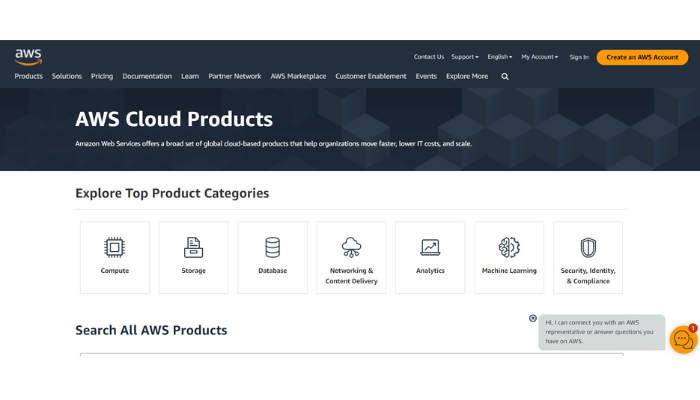 aws
Contact Us Support English My Account Sign In Create an AWS Account
Products Solutions Pricing Documentation Learn Partner Network AWS Marketplace Customer Enablement Events Explore More
AWS Cloud Products
Amazon Web Services offers a broad set of global cloud-based products that help organizations move faster, lower IT costs, and scale.
Explore Top Product Categories
Compute
Storage
Database
Networking &
Content Delivery
Analytics
Machine Learning
Security, Identity,
& Compliance
Search All AWS Products
Hi, I can connect you with an AWS
representative or answer questions you
have on AWS.
1